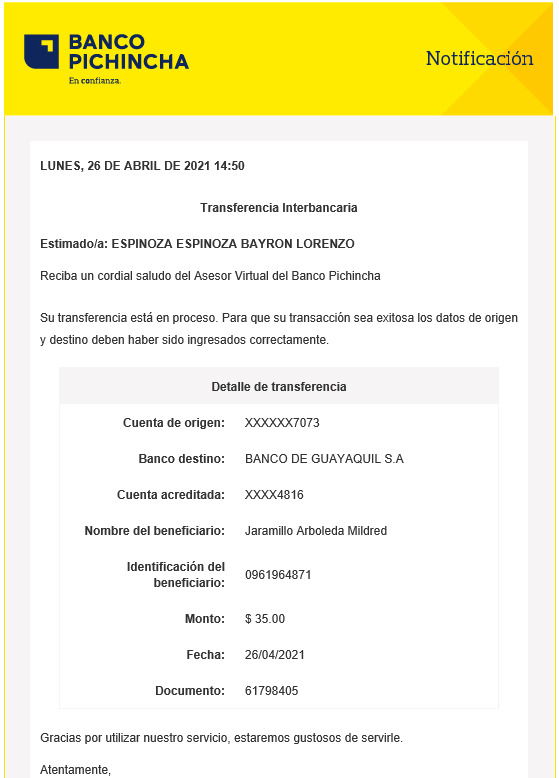 BANCO
PICHINCHA
En confianza.
Notificación
LUNES, 26 DE ABRIL DE 2021 14:50
Transferencia Interbancaria
Estimado/a: ESPINOZA ESPINOZA BAYRON LORENZO
Reciba un cordial saludo del Asesor Virtual del Banco Pichincha
Su transferencia está en proceso. Para que su transacción sea exitosa los datos de origen
y destino deben haber sido ingresados correctamente.
Detalle de transferencia
Cuenta de origen: XXXXXX7073
Banco destino: BANCO DE GUAYAQUIL S.A
Cuenta acreditada: XXXX4816
Nombre del beneficiario: Jaramillo Arboleda Mildred
Identificación del
beneficiario: 0961964871
Monto: $ 35.00
Fecha: 26/04/2021
Documento: 61798405
Gracias por utilizar nuestro servicio, estaremos gustosos de servirle.
Atentamente,